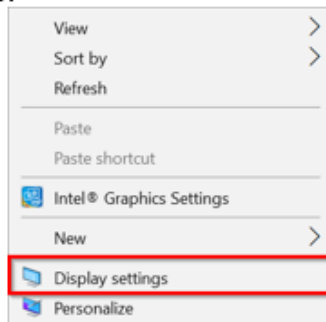 View
Sort by
Refresh
Paste
Paste shortcut
Intel® Graphics Settings
New
Display settings
Personalize